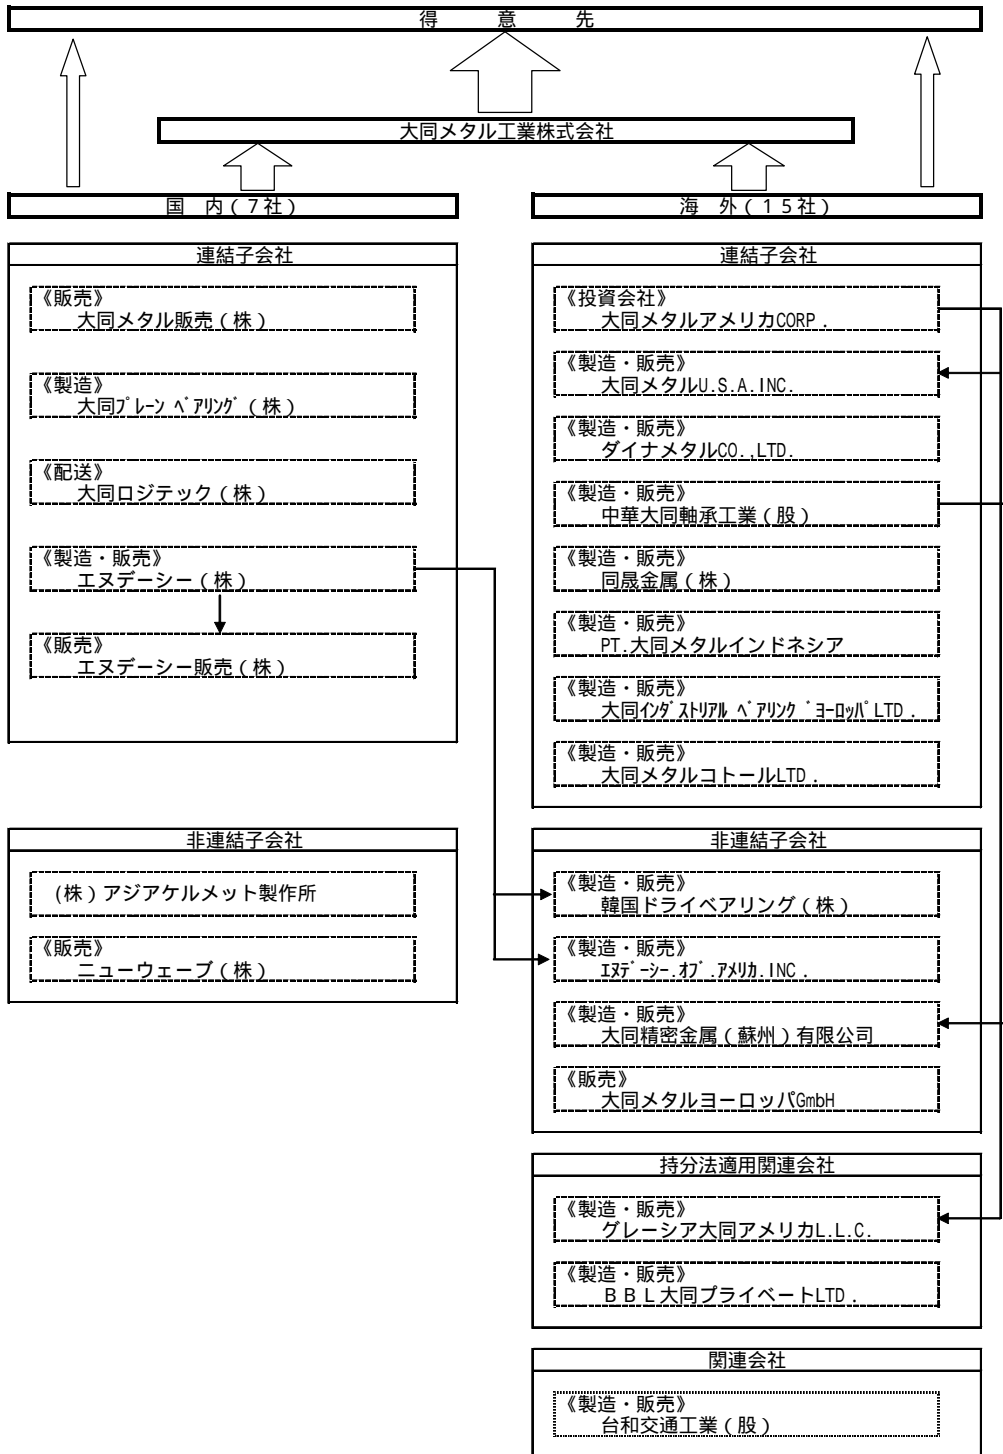 得　意　先
大同メタル工業株式会社
国　内(７社)
海　外(１５社)
連結子会社
《販売》
大同メタル販売(株)
《製造》
大同プレーン ベアリング(株)
《配送》
大同ロジテック(株)
《製造・販売》
エヌデーシー(株)
《販売》
エヌデーシー販売(株)
非連結子会社
(株)アジアケルメット製作所
《販売》
ニューウェーブ(株)
連結子会社
《投資会社》
大同メタルアメリカCORP.
《製造・販売》
大同メタルU.S.A.INC.
《製造・販売》
ダイナメタルCO.,LTD.
《製造・販売》
中華大同軸承工業(股)
《製造・販売》
同晟金属(株)
《製造・販売》
PT.大同メタルインドネシア
《製造・販売》
大同インダストリアル ベアリング ヨーロッパLTD.
《製造・販売》
大同メタルコトールLTD.
非連結子会社
《製造・販売》
韓国ドライベアリング(株)
《製造・販売》
エヌデーシー.オブ.アメリカ.INC.
《製造・販売》
大同精密金属(蘇州)有限公司
《販売》
大同メタルヨーロッパGmbH
持分法適用関連会社
《製造・販売》
グレーシア大同アメリカL.L.C.
《製造・販売》
ＢＢＬ大同プライベートLTD.
関連会社
《製造・販売》
台和交通工業(股)